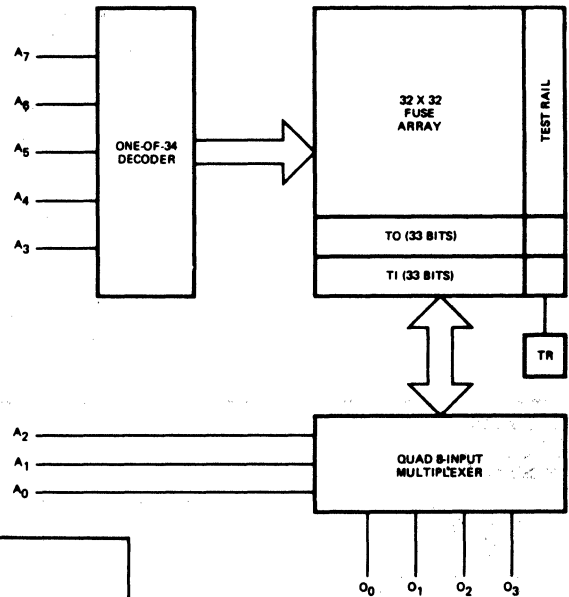 A7
A6
A5
A4
A3
ONE-OF-34
DECODER
32 X 32
FUSE
ARRAY
TEST RAIL
TO (33 BITS)
TI (33 BITS)
TR
A2
A1
A0
QUAD 8-INPUT
MULTIPLEXER
O0
O1
O2
O3